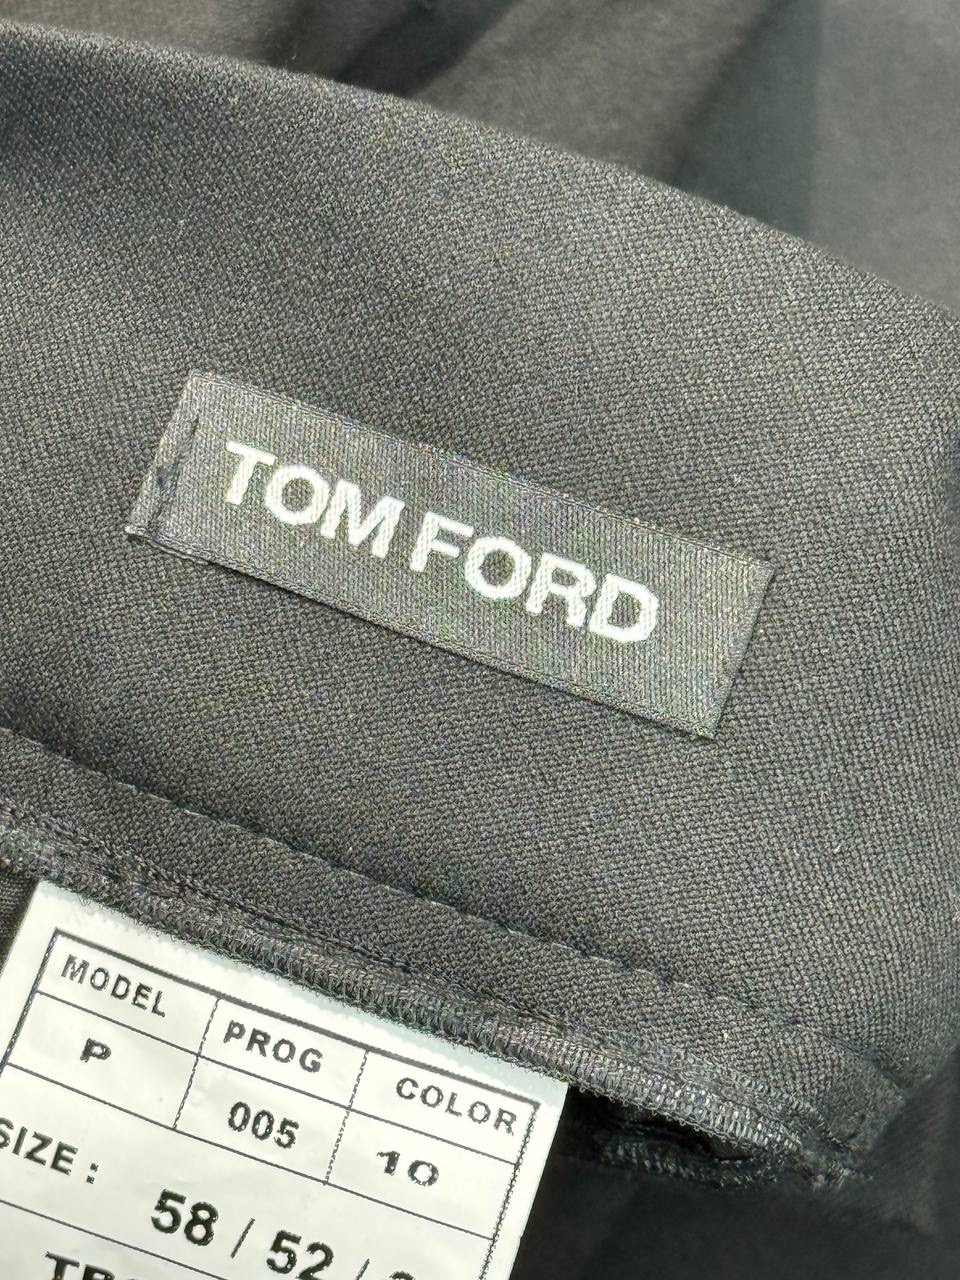 TOM FORD
MODEL PROG COLOR
P 005 10
SIZE :
58 / 52 /